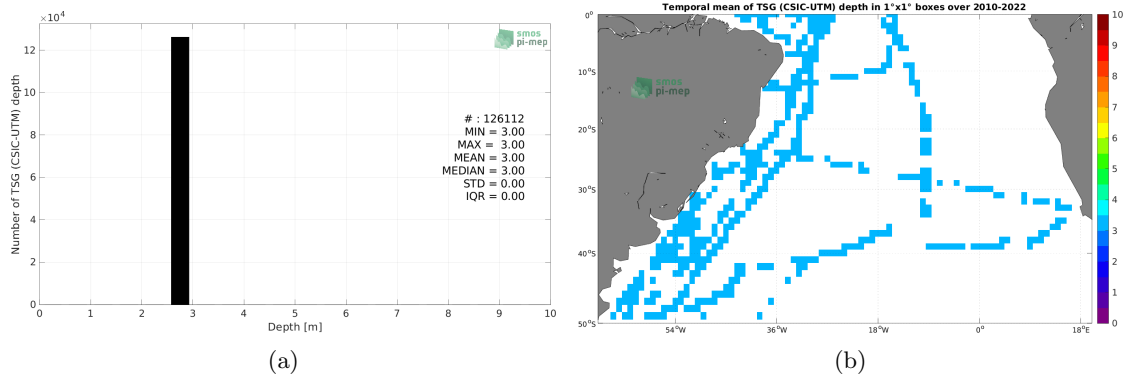 ×10⁴
12
10
8
6
4
2
0
Number of TSG (CSIC-UTM) depth
0 1 2 3 4 5 6 7 8 9 10
Depth [m]
smos
pi-mep
# : 126112
MIN = 3.00
MAX = 3.00
MEAN = 3.00
MEDIAN = 3.00
STD = 0.00
IQR = 0.00
(a)
Temporal mean of TSG (CSIC-UTM) depth in 1°x1° boxes over 2010-2022
0°
10°S
20°S
30°S
40°S
50°S
54°W 36°W 18°W 0° 18°E
smos
pi-mep
10
9
8
7
6
5
4
3
2
1
0
(b)